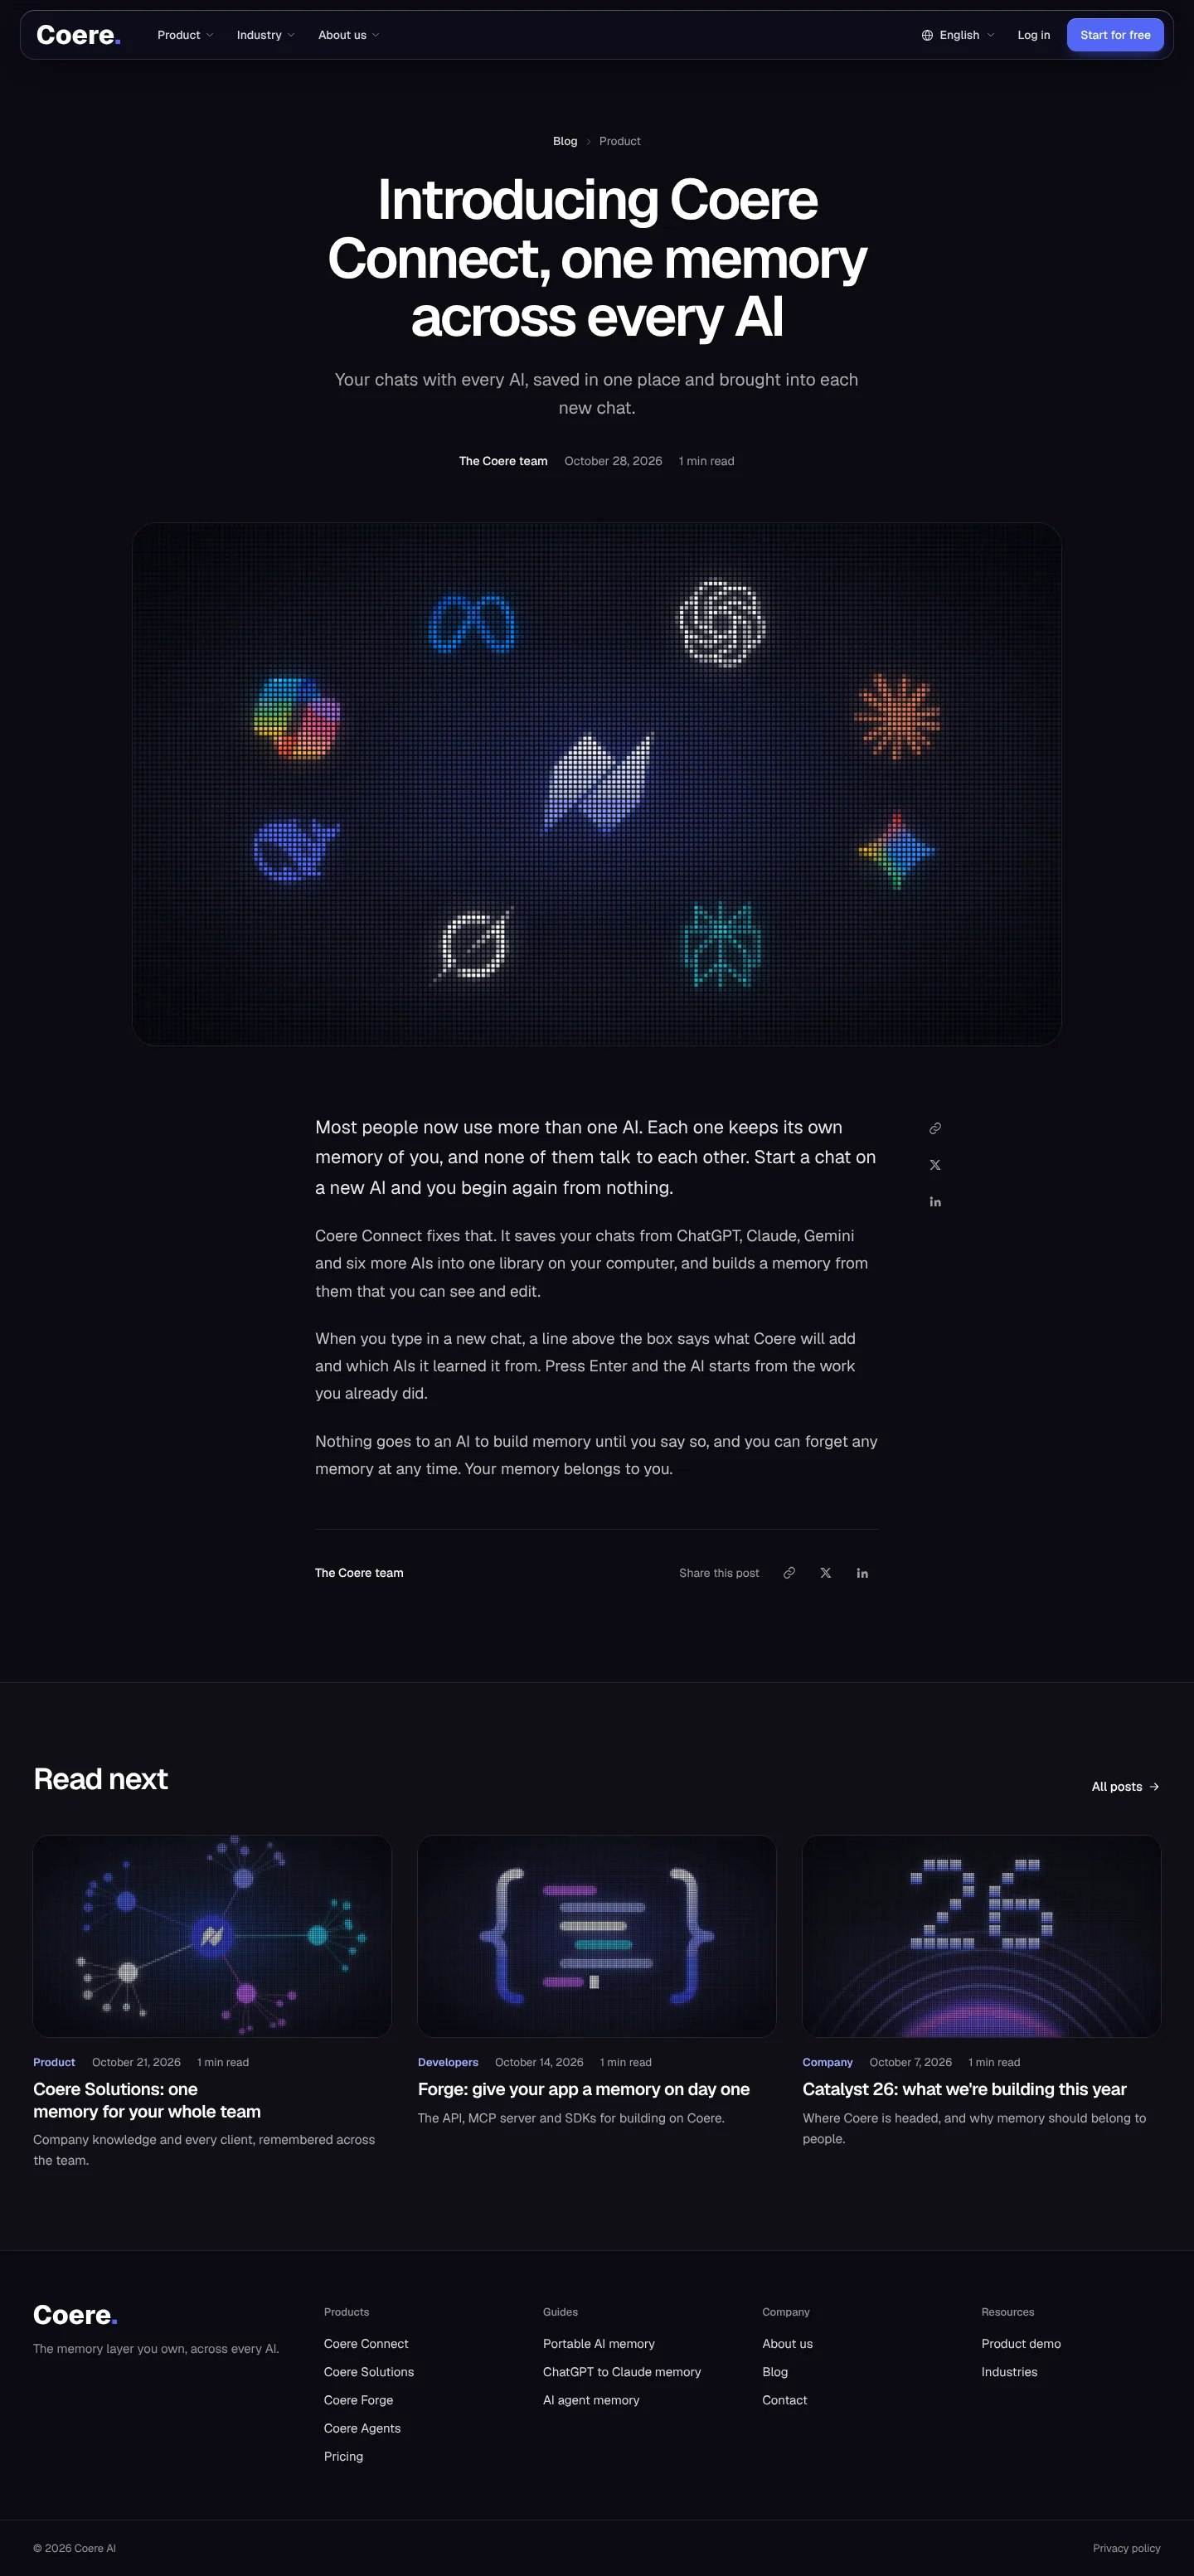 Coere.
Product
Industry
About us
English
Log in
Start for free
Blog
Product
Introducing Coere
Connect, one memory
across every AI
Your chats with every AI, saved in one place and brought into each
new chat.
The Coere team
October 28, 2026
1 min read
Most people now use more than one AI. Each one keeps its own
memory of you, and none of them talk to each other. Start a chat on
a new AI and you begin again from nothing.
Coere Connect fixes that. It saves your chats from ChatGPT, Claude, Gemini
and six more AIs into one library on your computer, and builds a memory from
them that you can see and edit.
When you type in a new chat, a line above the box says what Coere will add
and which AIs it learned it from. Press Enter and the AI starts from the work
you already did.
Nothing goes to an AI to build memory until you say so, and you can forget any
memory at any time. Your memory belongs to you.
The Coere team
Share this post
Read next
All posts →
26
Product
October 21, 2026
1 min read
Coere Solutions: one
memory for your whole team
Company knowledge and every client, remembered across
the team.
Developers
October 14, 2026
1 min read
Forge: give your app a memory on day one
The API, MCP server and SDKs for building on Coere.
Company
October 7, 2026
1 min read
Catalyst 26: what we're building this year
Where Coere is headed, and why memory should belong to
people.
Coere.
The memory layer you own, across every AI.
Products
Coere Connect
Coere Solutions
Coere Forge
Coere Agents
Pricing
Guides
Portable AI memory
ChatGPT to Claude memory
AI agent memory
Company
About us
Blog
Contact
Resources
Product demo
Industries
© 2026 Coere AI
Privacy policy